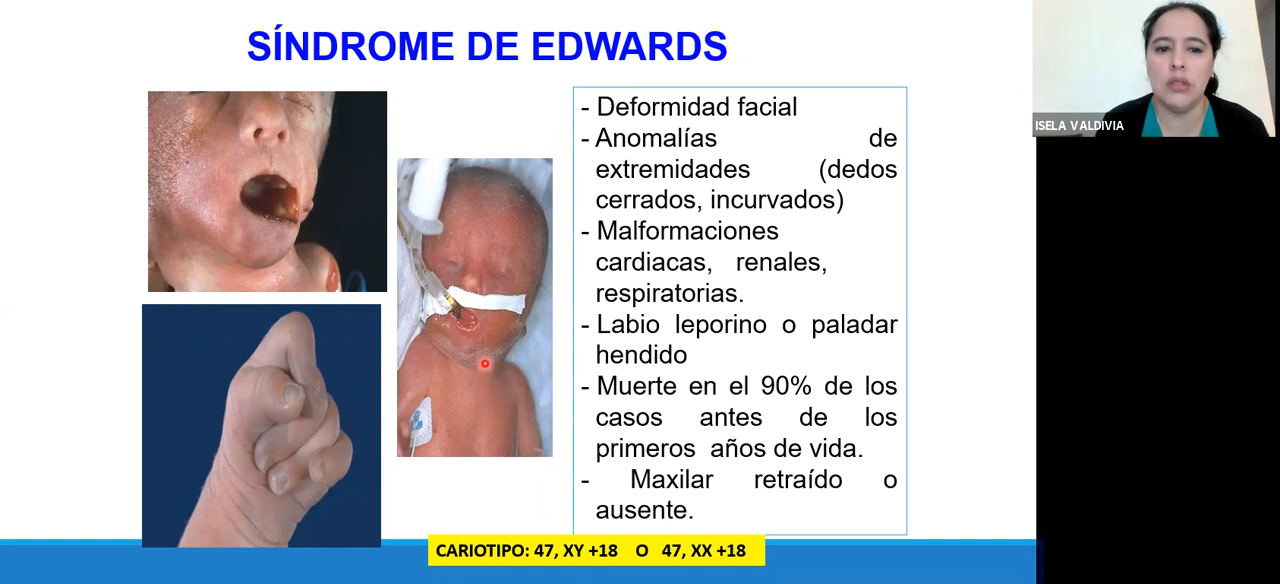 SÍNDROME DE EDWARDS
- Deformidad facial
- Anomalías de
extremidades (dedos
cerrados, incurvados)
- Malformaciones
cardiacas, renales,
respiratorias.
- Labio leporino o paladar
hendido
- Muerte en el 90% de los
casos antes de los
primeros años de vida.
- Maxilar retraído o
ausente.
CARIOTIPO: 47, XY +18 O 47, XX +18
ISELA VALDIVIA